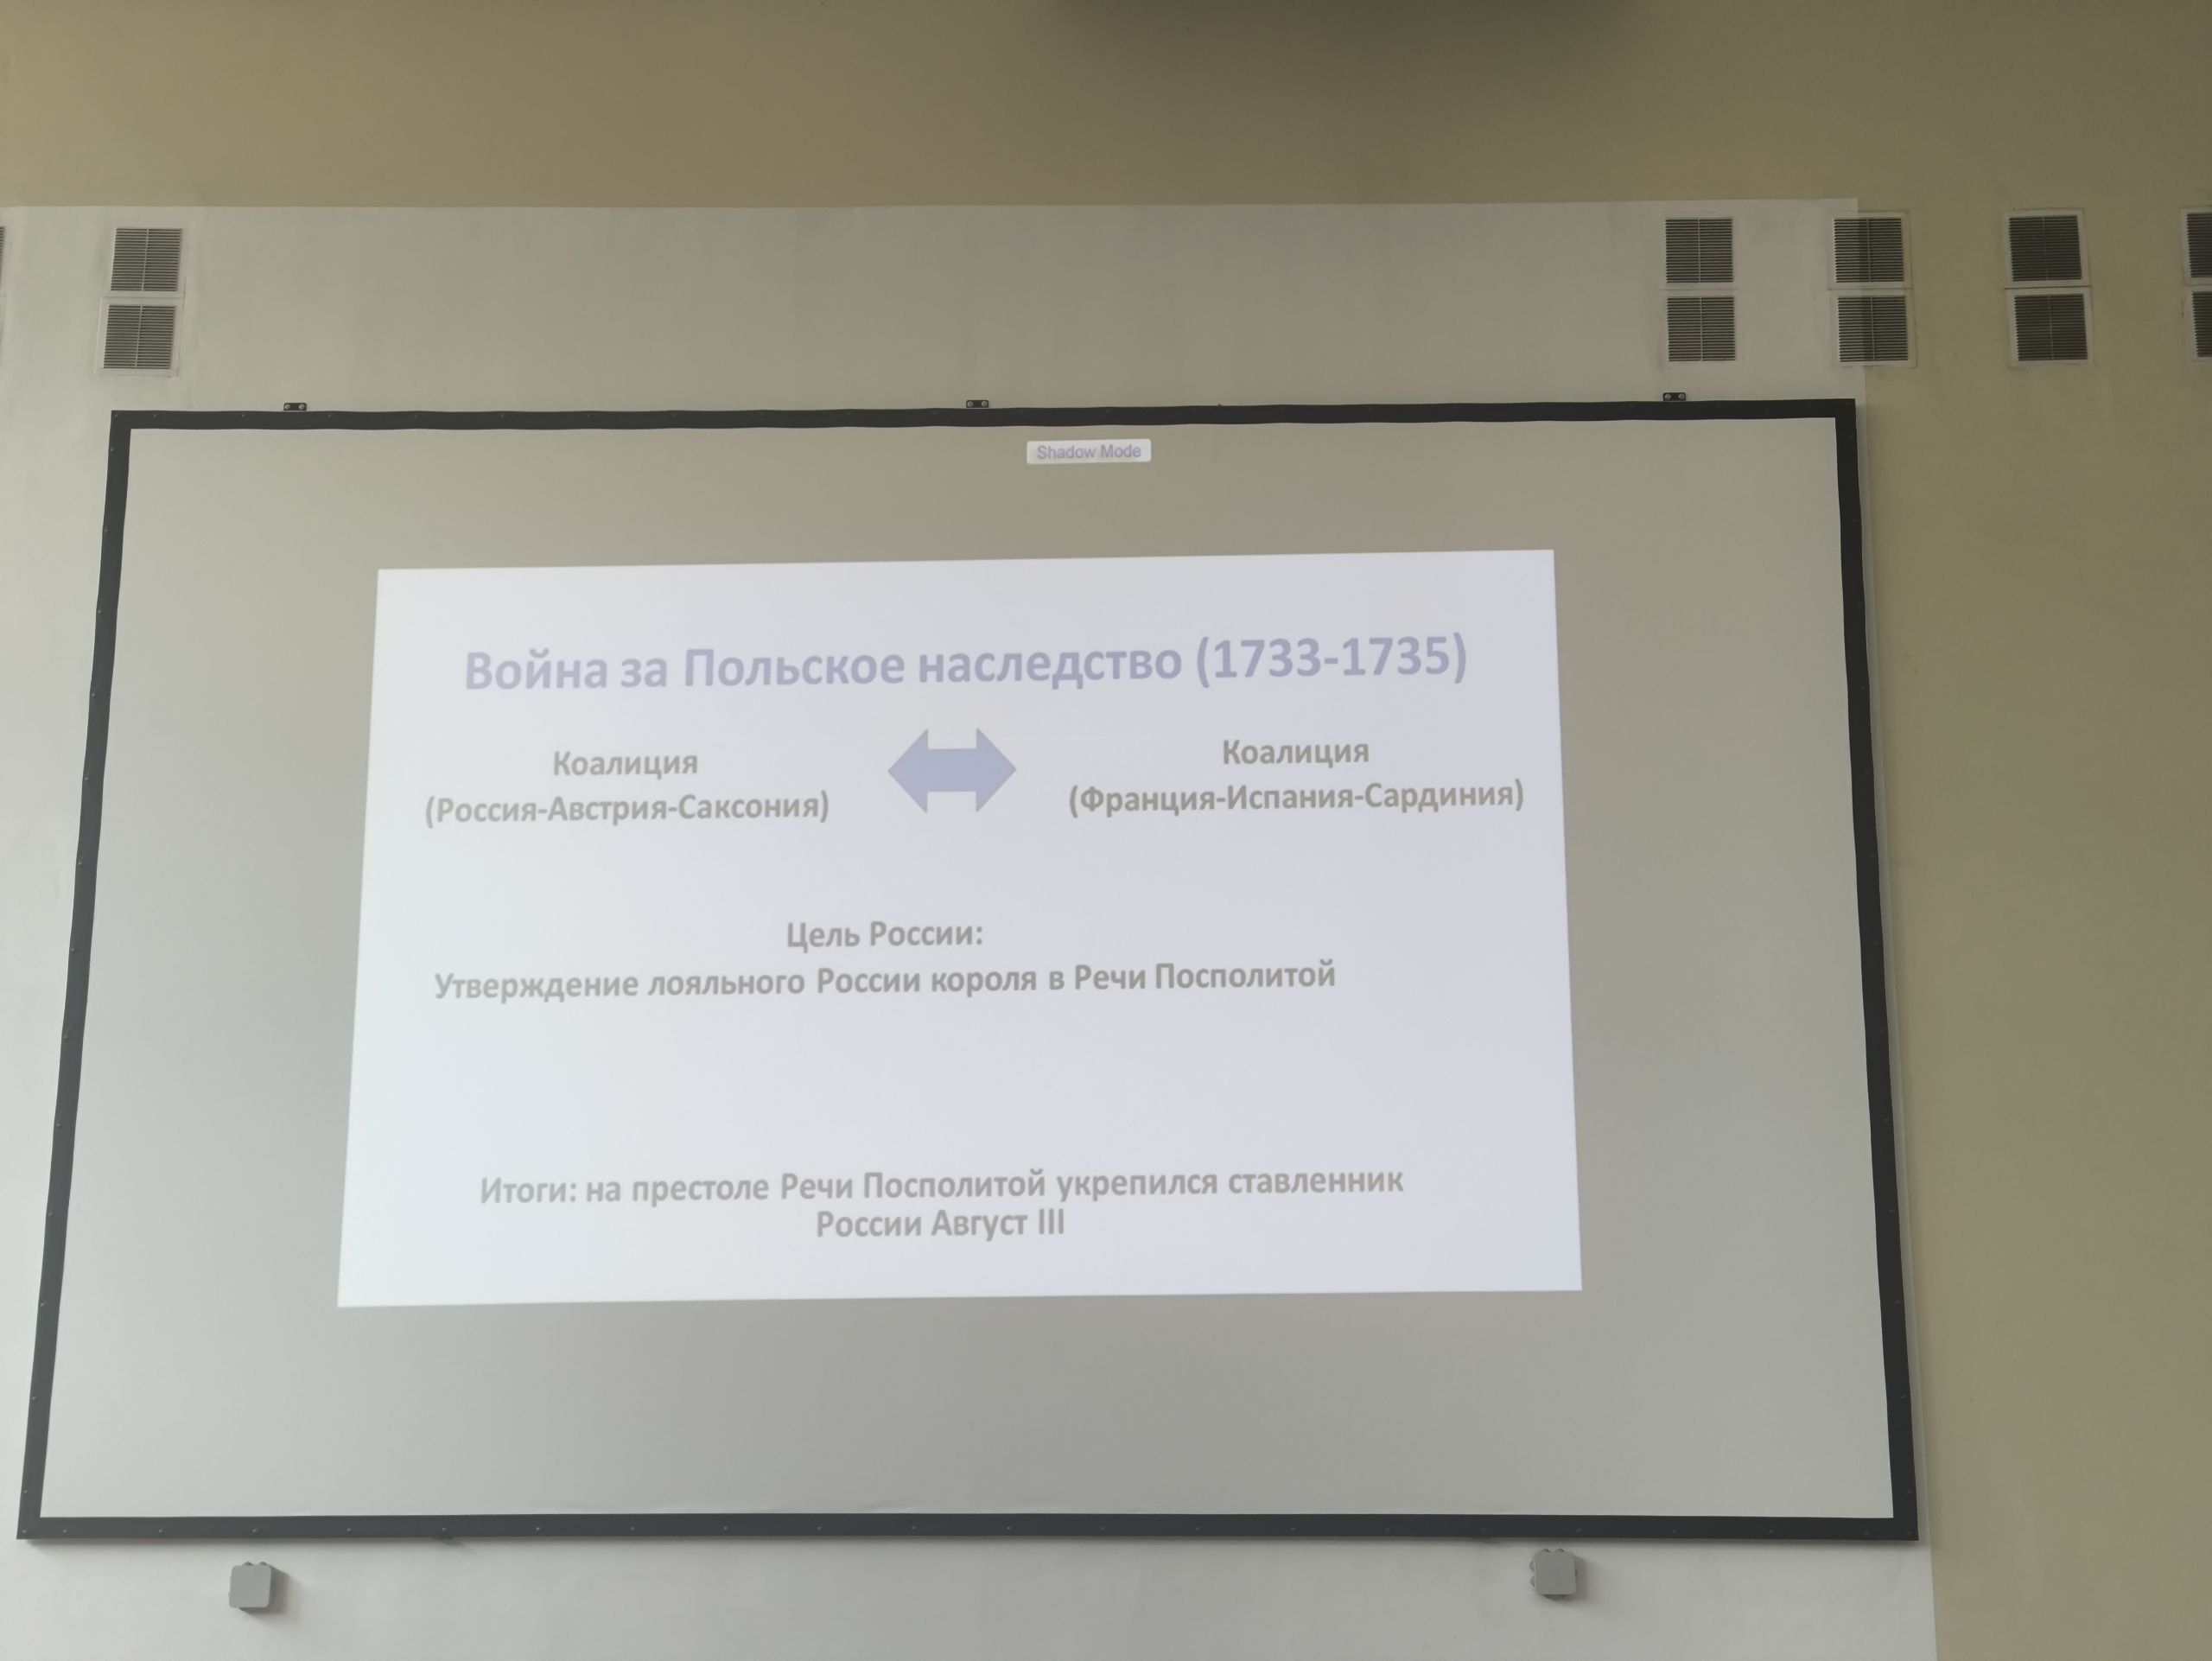 Shadow Mode
Война за Польское наследство (1733-1735)
Коалиция
(Россия-Австрия-Саксония)
Коалиция
(Франция-Испания-Сардиния)
Цель России:
Утверждение лояльного России короля в Речи Посполитой
Итоги: на престоле Речи Посполитой укрепился ставленник
России Август III